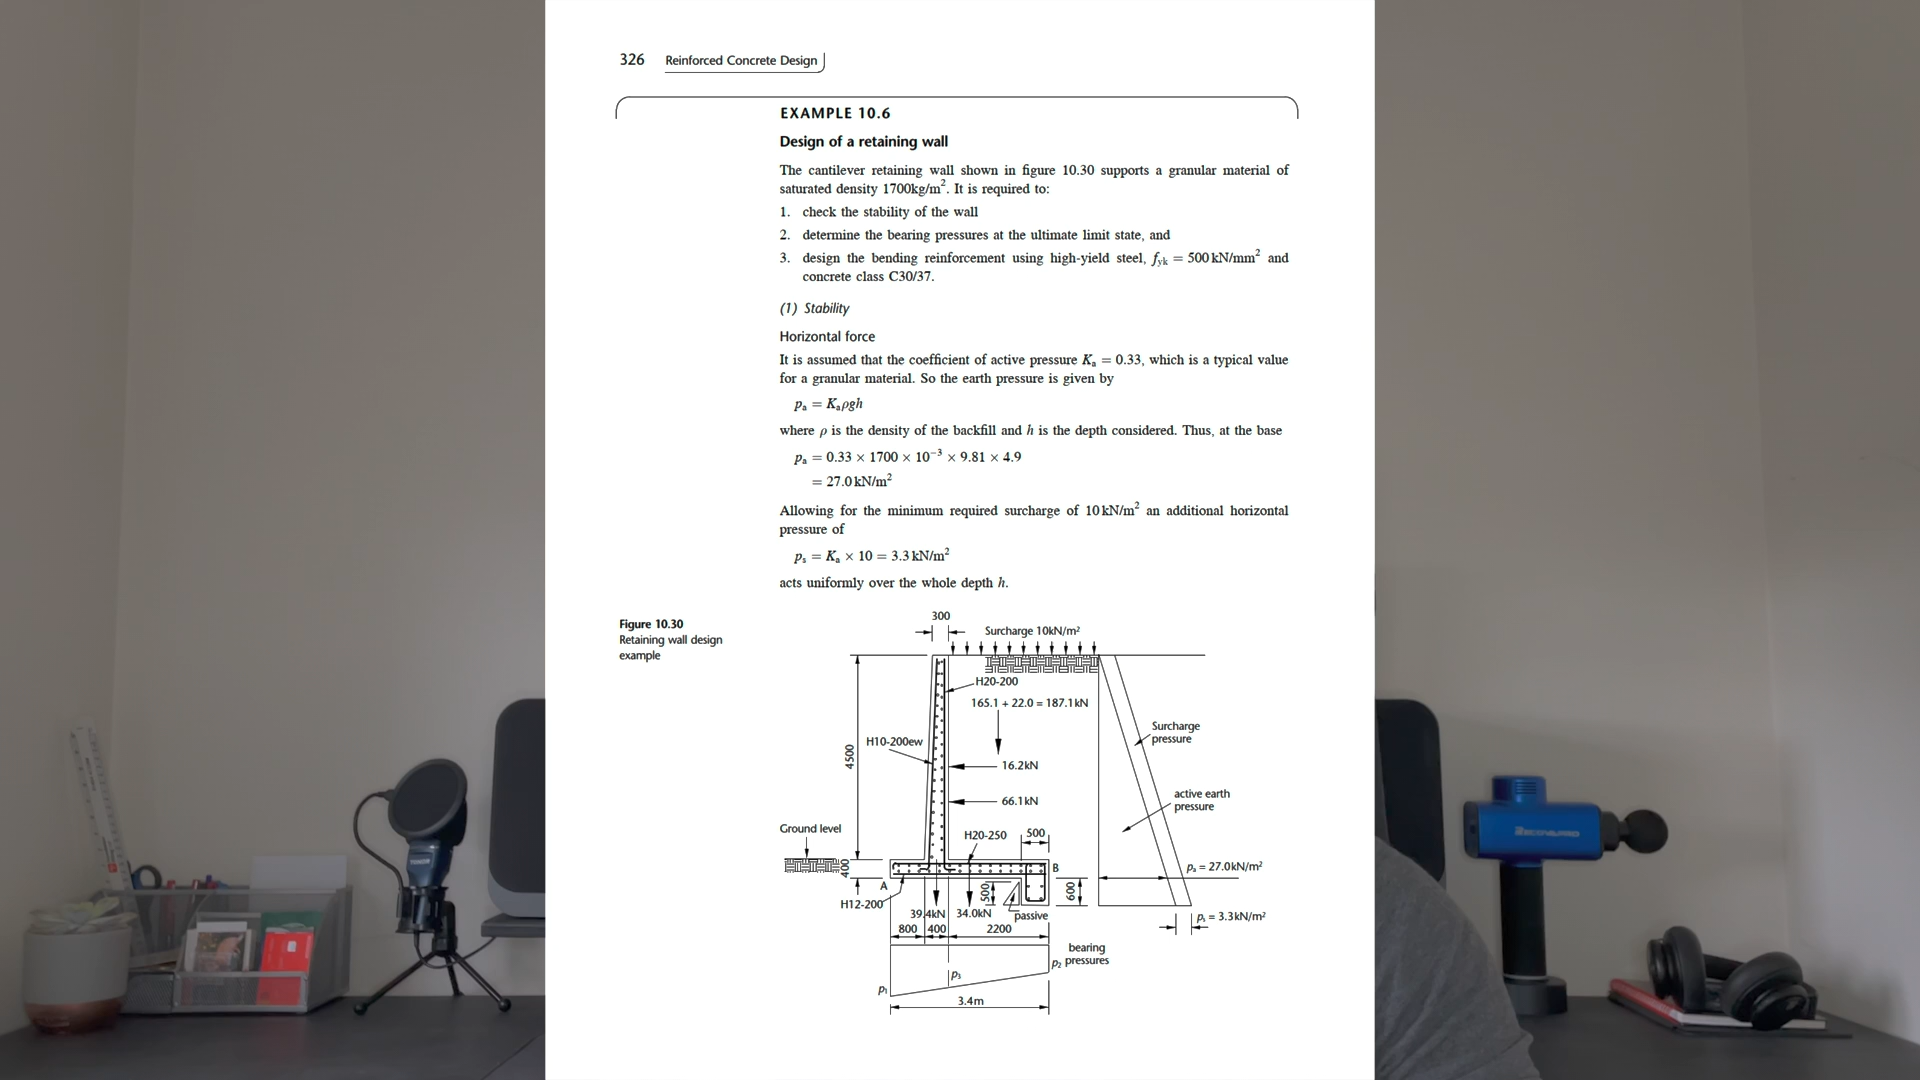 326 Reinforced Concrete Design
EXAMPLE 10.6
Design of a retaining wall
The cantilever retaining wall shown in figure 10.30 supports a granular material of
saturated density 1700kg/m². It is required to:
1. check the stability of the wall
2. determine the bearing pressures at the ultimate limit state, and
3. design the bending reinforcement using high-yield steel, fyk = 500 kN/mm² and
concrete class C30/37.
(1) Stability
Horizontal force
It is assumed that the coefficient of active pressure Ka = 0.33, which is a typical value
for a granular material. So the earth pressure is given by
pa = Kaρgh
where ρ is the density of the backfill and h is the depth considered. Thus, at the base
pa = 0.33 × 1700 × 10⁻³ × 9.81 × 4.9
= 27.0 kN/m²
Allowing for the minimum required surcharge of 10 kN/m² an additional horizontal
pressure of
ps = Ka × 10 = 3.3 kN/m²
acts uniformly over the whole depth h.
Figure 10.30
Retaining wall design
example
300
Surcharge 10kN/m²
H20-200
165.1 + 22.0 = 187.1kN
Surcharge
pressure
H10-200ew
4500
16.2kN
active earth
pressure
66.1kN
Ground level
H20-250
500
400
B
pa = 27.0kN/m²
A
500
600
H12-200
39.4kN
34.0kN
passive
ps = 3.3kN/m²
800
400
2200
bearing
pressures
p2
p3
p1
3.4m